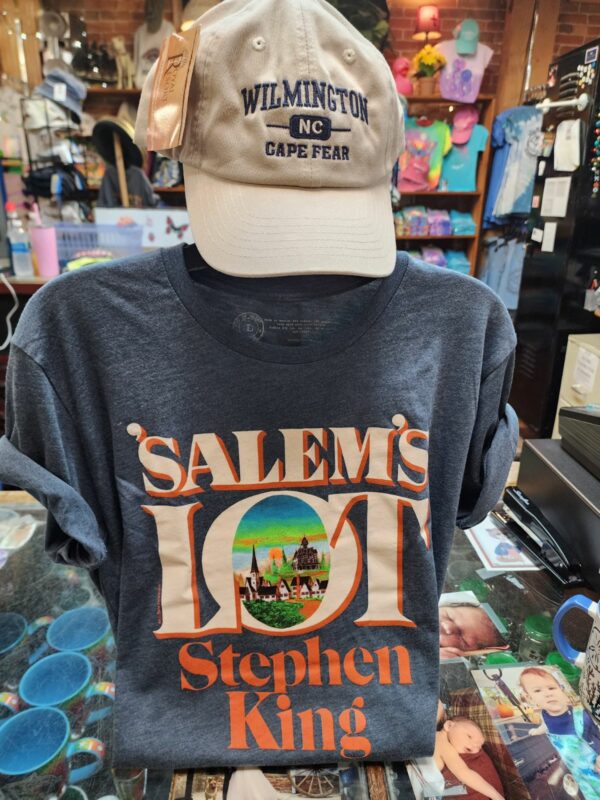 WILMINGTON
NC
CAPE FEAR
'SALEM'S
LOT
Stephen
King